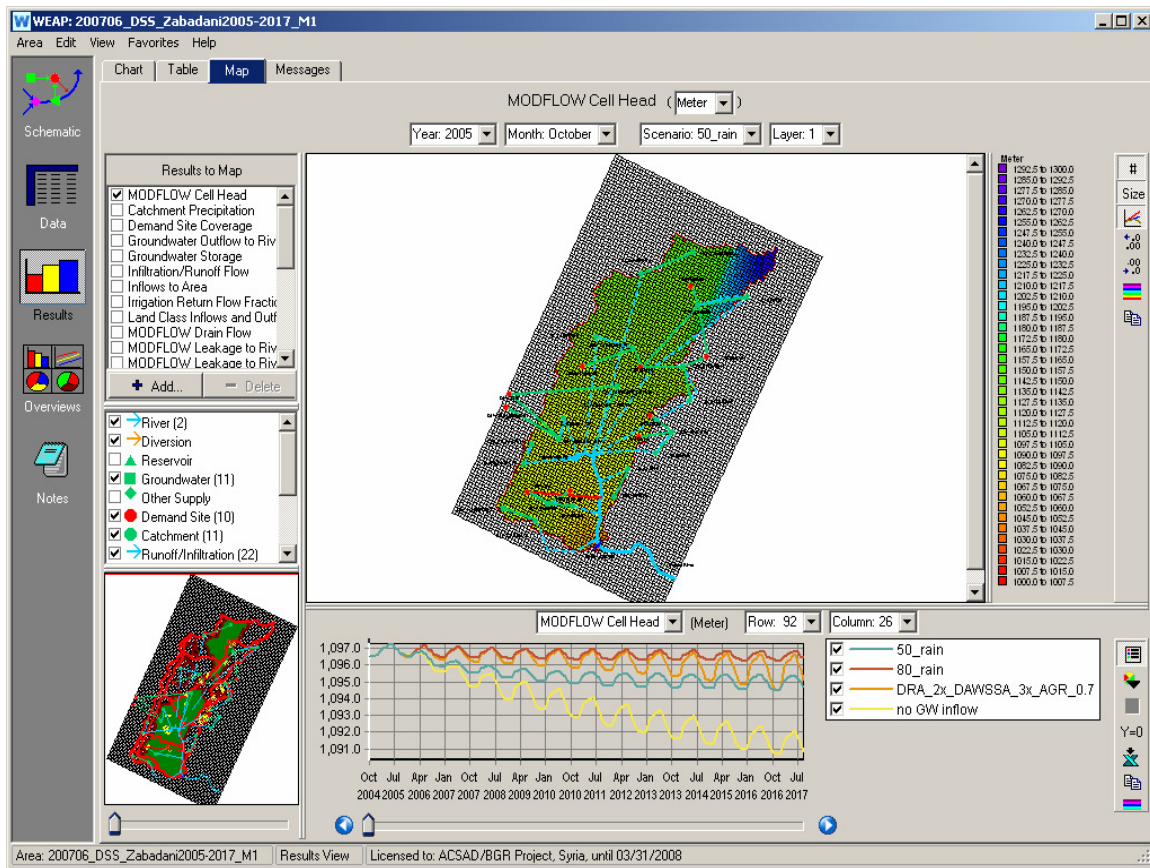 WEAP: 200706_DSS_Zabadani2005-2017_M1
Area Edit View Favorites Help
Chart Table Map Messages
MODFLOW Cell Head ( Meter )
Year: 2005 Month: October Scenario: 50_rain Layer: 1
Schematic
Data
Results
Overviews
Notes
Results to Map
MODFLOW Cell Head
Catchment Precipitation
Demand Site Coverage
Groundwater Outflow to Riv
Groundwater Storage
Infiltration/Runoff Flow
Inflows to Area
Irrigation Return Flow Fractic
Land Class Inflows and Outf
MODFLOW Drain Flow
MODFLOW Leakage to Riv
MODFLOW Leakage to Riv
+ Add... − Delete
River (2)
Diversion
Reservoir
Groundwater (11)
Other Supply
Demand Site (10)
Catchment (11)
Runoff/Infiltration (22)
Meter
1292.5 to 1300.0
1285.0 to 1292.5
1277.5 to 1285.0
1270.0 to 1277.5
1262.5 to 1270.0
1255.0 to 1262.5
1247.5 to 1255.0
1240.0 to 1247.5
1232.5 to 1240.0
1225.0 to 1232.5
1217.5 to 1225.0
1210.0 to 1217.5
1202.5 to 1210.0
1195.0 to 1202.5
1187.5 to 1195.0
1180.0 to 1187.5
1172.5 to 1180.0
1165.0 to 1172.5
1157.5 to 1165.0
1150.0 to 1157.5
1142.5 to 1150.0
1135.0 to 1142.5
1127.5 to 1135.0
1120.0 to 1127.5
1112.5 to 1120.0
1105.0 to 1112.5
1097.5 to 1105.0
1090.0 to 1097.5
1082.5 to 1090.0
1075.0 to 1082.5
1067.5 to 1075.0
1060.0 to 1067.5
1052.5 to 1060.0
1045.0 to 1052.5
1037.5 to 1045.0
1030.0 to 1037.5
1022.5 to 1030.0
1015.0 to 1022.5
1007.5 to 1015.0
1000.0 to 1007.5
#
Size
MODFLOW Cell Head (Meter) Row: 92 Column: 26
1,097.0
1,096.0
1,095.0
1,094.0
1,093.0
1,092.0
1,091.0
Oct Jul Apr Jan Oct Jul Apr Jan Oct Jul Apr Jan Oct Jul Apr Jan Oct Jul
2004 2005 2006 2007 2007 2008 2009 2010 2010 2011 2012 2013 2013 2014 2015 2016 2016 2017
50_rain
80_rain
DRA_2x_DAWSSA_3x_AGR_0.7
no GW inflow
Y=0
Area: 200706_DSS_Zabadani2005-2017_M1 Results View Licensed to: ACSAD/BGR Project, Syria, until 03/31/2008